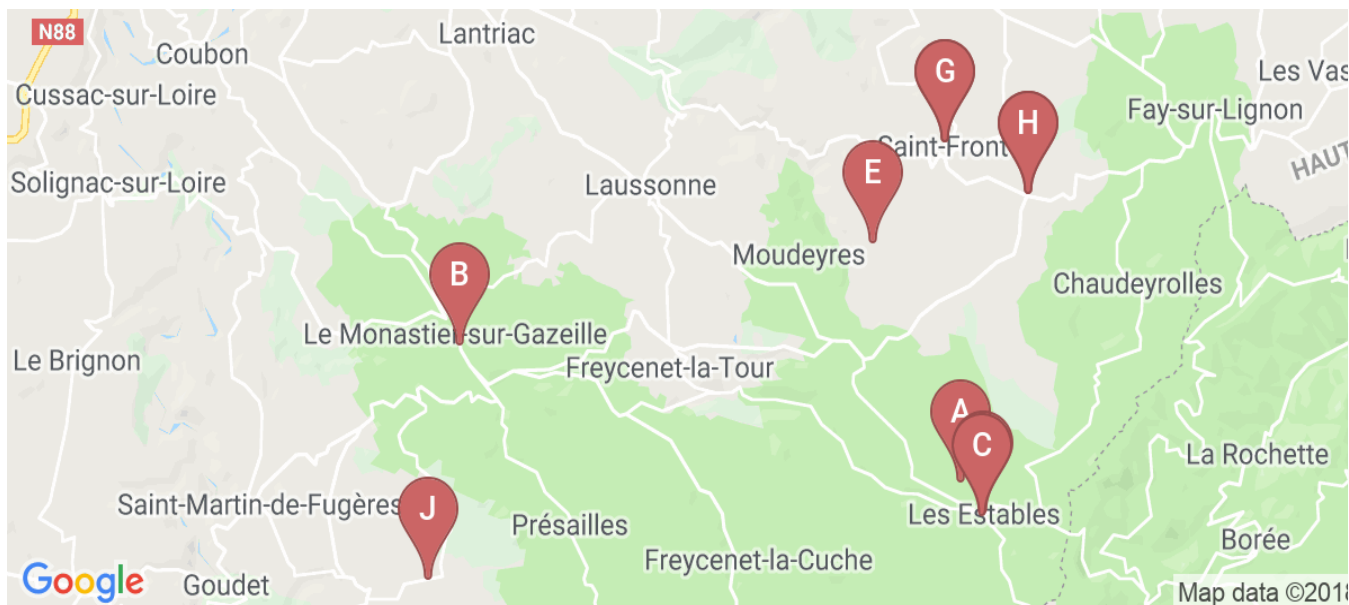 N88
Coubon
Lantriac
Cussac-sur-Loire
G
Les Vas
Fay-sur-Lignon
H
Saint-Front
HAUT
Solignac-sur-Loire
Laussonne
E
Moudeyres
Chaudeyrolles
B
Le Monastier-sur-Gazeille
Le Brignon
Freycenet-la-Tour
A
C
La Rochette
Saint-Martin-de-Fugères
J
Présailles
Les Estables
Borée
Freycenet-la-Cuche
Goudet
Google
Map data ©2018